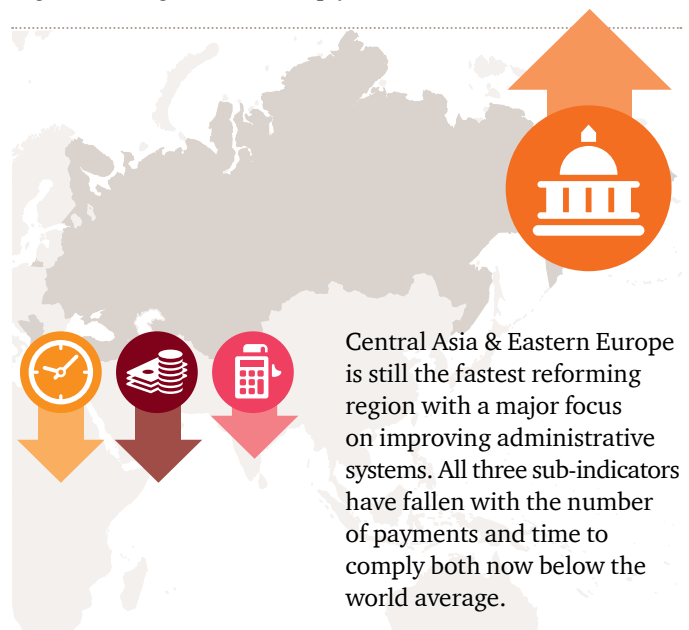 Central Asia & Eastern Europe
is still the fastest reforming
region with a major focus
on improving administrative
systems. All three sub-indicators
have fallen with the number
of payments and time to
comply both now below the
world average.